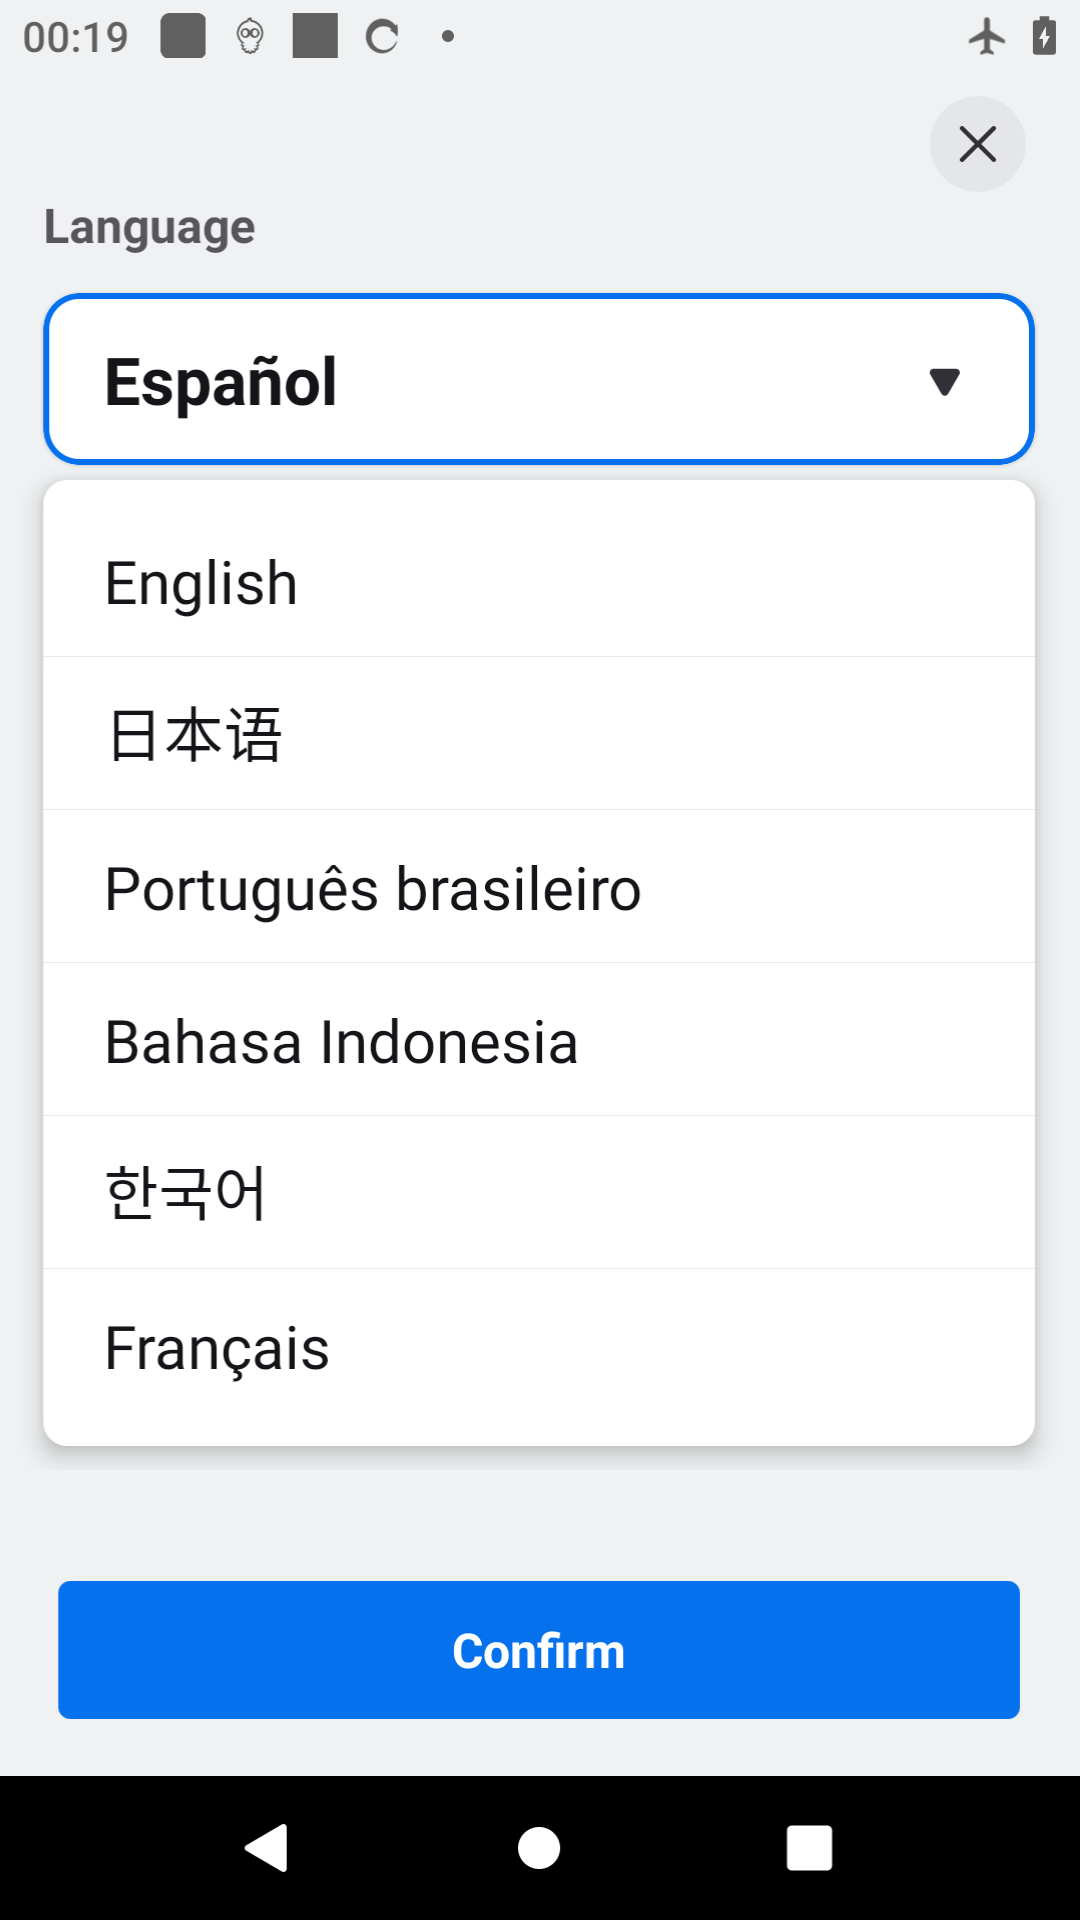 00:19
Language
Español
English
日本语
Português brasileiro
Bahasa Indonesia
한국어
Français
Confirm